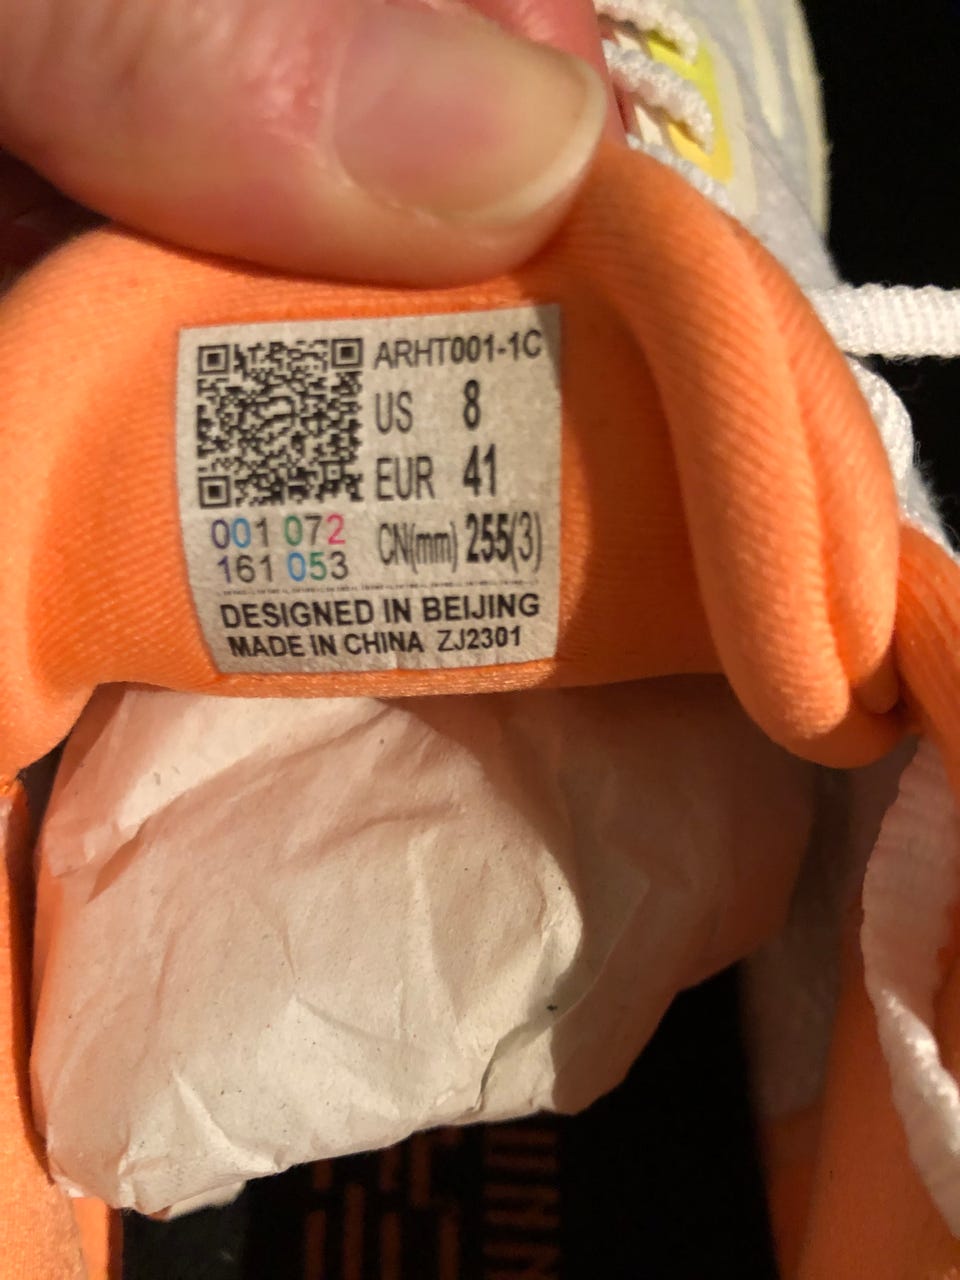 ARHT001-1C
US 8
EUR 41
CN(mm) 255(3)
001 072
161 053
DESIGNED IN BEIJING
MADE IN CHINA ZJ2301